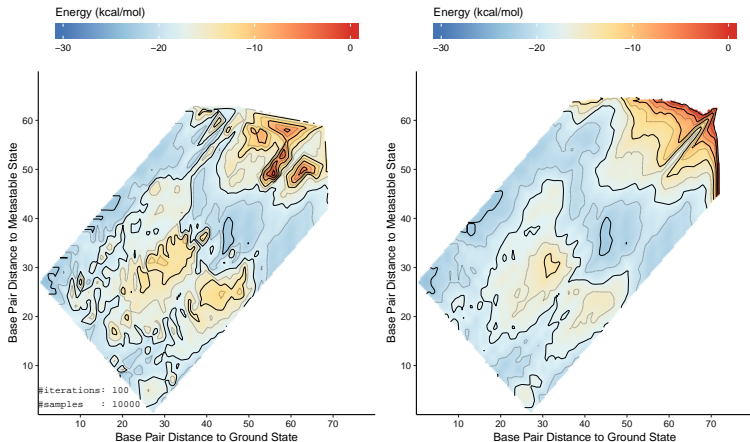 Energy (kcal/mol)
−30 −20 −10 0
Base Pair Distance to Metastable State
60
50
40
30
20
10
#iterations: 100
#samples : 10000
10 20 30 40 50 60 70
Base Pair Distance to Ground State
Energy (kcal/mol)
−30 −20 −10 0
Base Pair Distance to Metastable State
60
50
40
30
20
10
10 20 30 40 50 60 70
Base Pair Distance to Ground State